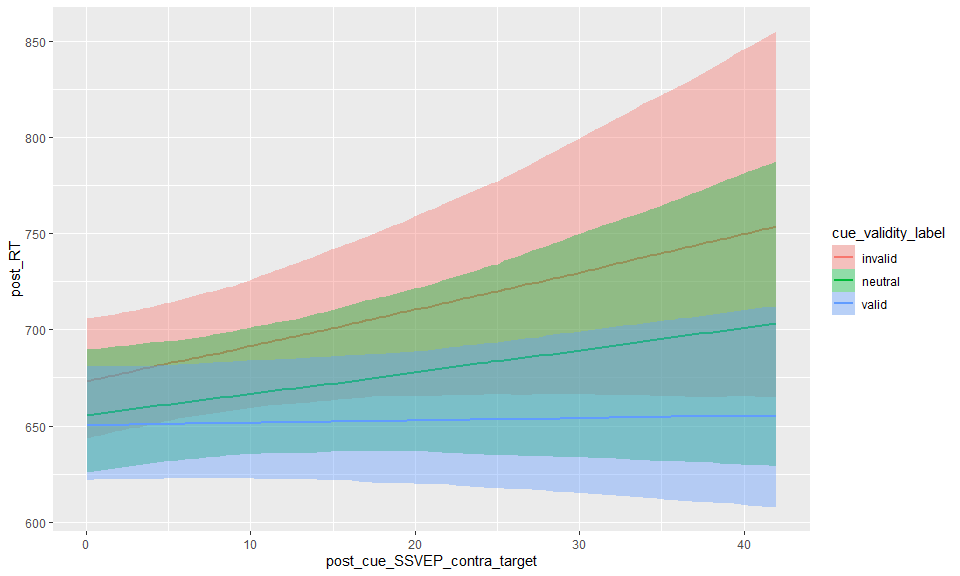 850
800
750
700
650
600
post_RT
0 10 20 30 40
post_cue_SSVEP_contra_target
cue_validity_label
invalid
neutral
valid